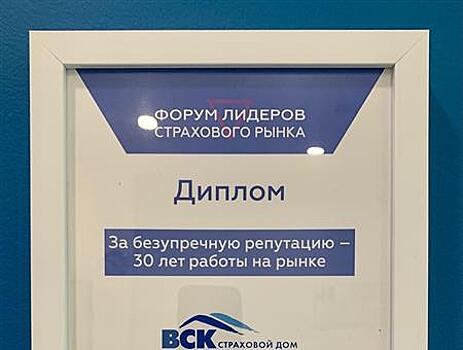 ФОРУМ ЛИДЕРОВ
СТРАХОВОГО РЫНКА
Диплом
За безупречную репутацию –
30 лет работы на рынке
ВСК СТРАХОВОЙ ДОМ